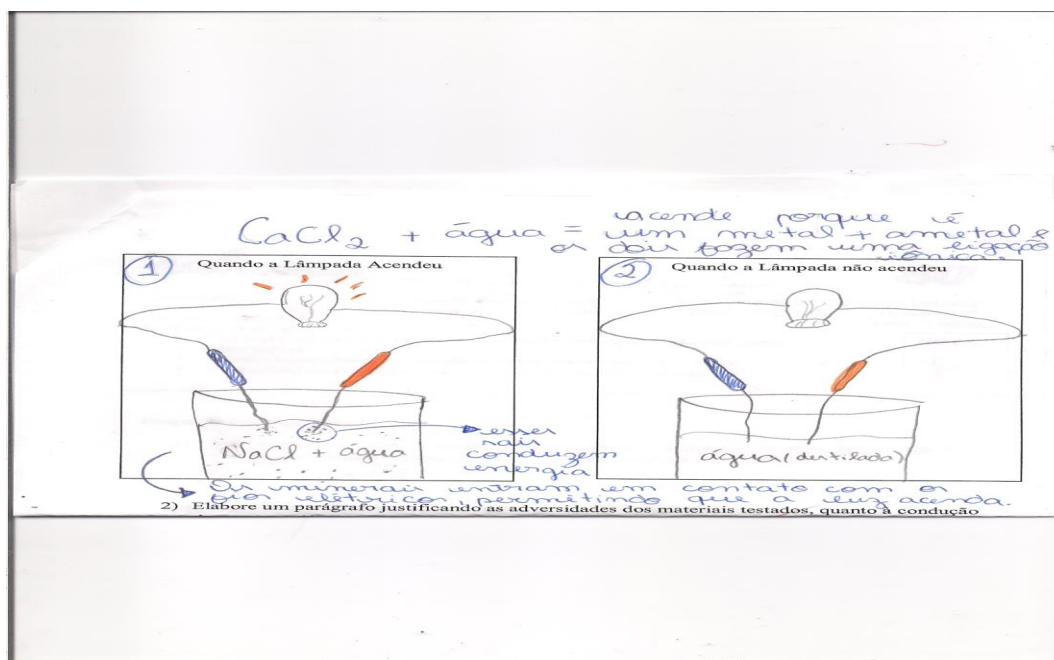 CaCl₂ + água = acende porque é
um metal + ametal e
os dois fazem uma ligação
iônica.
1 Quando a Lâmpada Acendeu
NaCl + água
esses
sais
conduzem
energia
Os minerais entram em contato com os
fios elétricos, permitindo que a luz acenda.
2 Quando a Lâmpada não acendeu
água (destilada)
2) Elabore um parágrafo justificando as adversidades dos materiais testados, quanto à condução